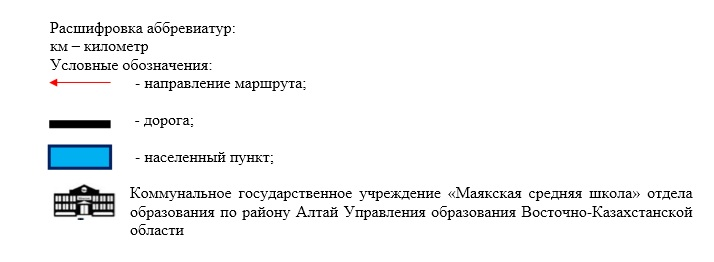 Расшифровка аббревиатур:
км – километр
Условные обозначения:
- направление маршрута;
- дорога;
- населенный пункт;
Коммунальное государственное учреждение «Маякская средняя школа» отдела
образования по району Алтай Управления образования Восточно-Казахстанской
области